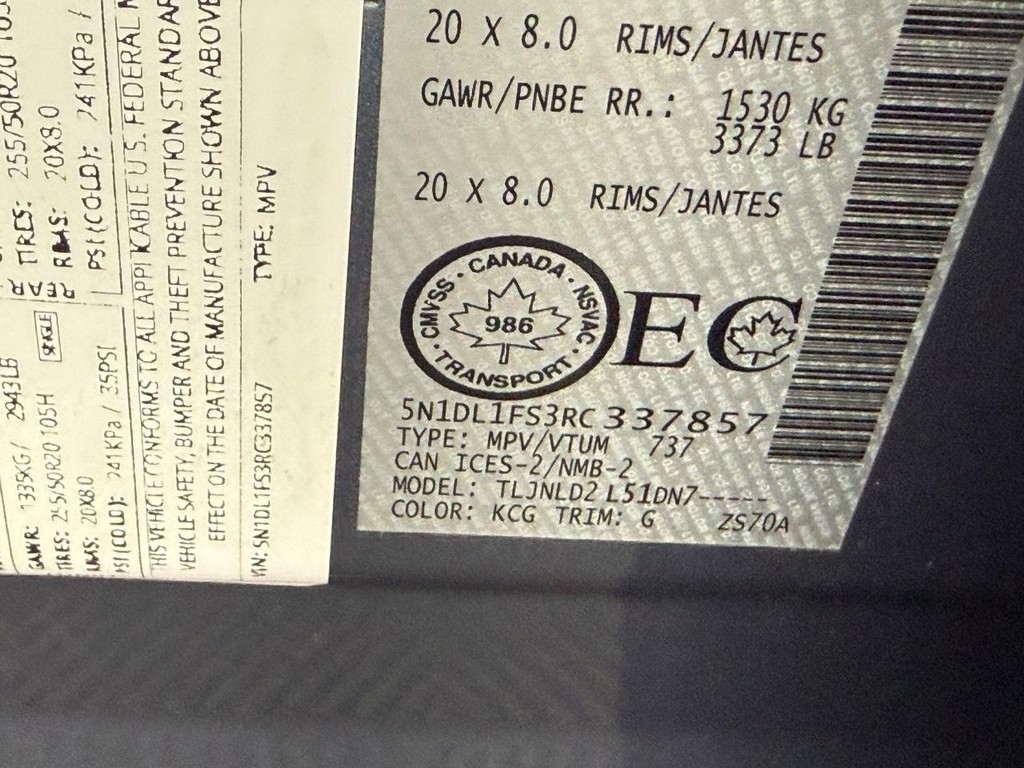 20 X 8.0 RIMS/JANTES
GAWR/PNBE RR.: 1530 KG
3373 LB
20 X 8.0 RIMS/JANTES
CMVSS · CANADA · NSVAC · TRANSPORT ·
986
EC
5N1DL1FS3RC337857
TYPE: MPV/VTUM 737
CAN ICES-2/NMB-2
MODEL: TLJNLD2 L51DN7-----
COLOR: KCG TRIM: G ZS70A
GAWR: 1335KG/ 2943LB
TIRES: 255/50R20 105H SINGLE
20X8.0
PSI(COLD): 241KPa / 35PSI
TIRES: 255/50R20
RIMS: 20X8.0
PSI(COLD): 241KPa /
THIS VEHICLE CONFORMS TO ALL APPLICABLE U.S. FEDERAL
VEHICLE SAFETY, BUMPER AND THEFT PREVENTION
EFFECT ON THE DATE OF MANUFACTURE SHOWN ABOVE
VIN: 5N1DL1FS3RC337857 TYPE: MPV